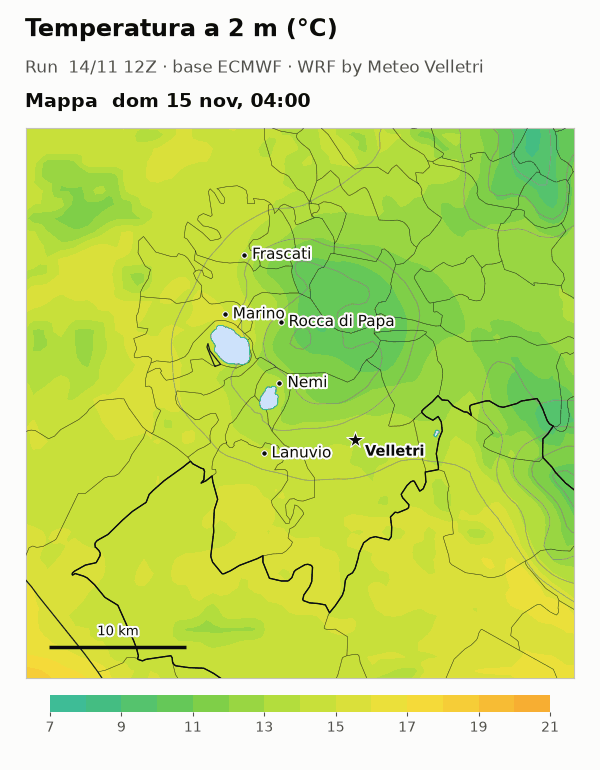 Temperatura a 2 m (°C)
Run  14/11 12Z · base ECMWF · WRF by Meteo Velletri
Mappa  dom 15 nov, 04:00
Frascati
Marino
Rocca di Papa
Nemi
Velletri
Lanuvio
10 km
7 9 11 13 15 17 19 21